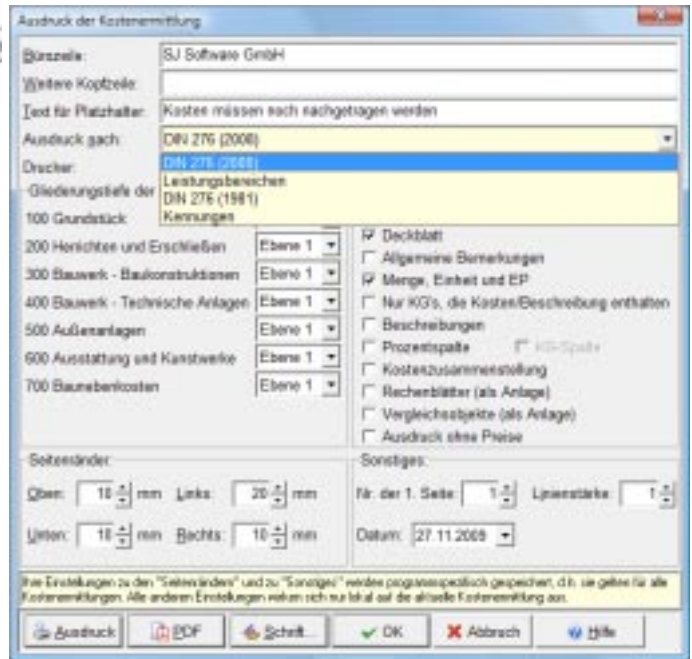 Ausdruck der Kostenermittlung
Bürozeile: SJ Software GmbH
Weitere Kopfzeile:
Text für Platzhalter: Kosten müssen noch nachgetragen werden
Ausdruck nach: DIN 276 (2008)
Drucker: DIN 276 (2008)
Leistungsbereichen
DIN 276 (1981)
Kennungen
Gliederungstiefe der
100 Grundstück
200 Herrichten und Erschließen Ebene 1
300 Bauwerk - Baukonstruktionen Ebene 1
400 Bauwerk - Technische Anlagen Ebene 1
500 Außenanlagen Ebene 1
600 Ausstattung und Kunstwerke Ebene 1
700 Baunebenkosten Ebene 1
Deckblatt
Allgemeine Bemerkungen
Menge, Einheit und EP
Nur KG's, die Kosten/Beschreibung enthalten
Beschreibungen
Prozentspalte KG-Spalte
Kostenzusammenstellung
Rechenblätter (als Anlage)
Vergleichsobjekte (als Anlage)
Ausdruck ohne Preise
Seitenränder:
Oben: 10 mm Links: 20 mm
Unten: 10 mm Rechts: 10 mm
Sonstiges:
Nr. der 1. Seite: 1 Linienstärke: 1
Datum: 27.11.2009
Ihre Einstellungen zu den "Seitenrändern" und zu "Sonstiges" werden programmspezifisch gespeichert, d.h. sie gelten für alle
Kostenermittlungen. Alle anderen Einstellungen wirken sich nur lokal auf die aktuelle Kostenermittlung aus.
Ausdruck PDF Schrift... OK Abbruch Hilfe